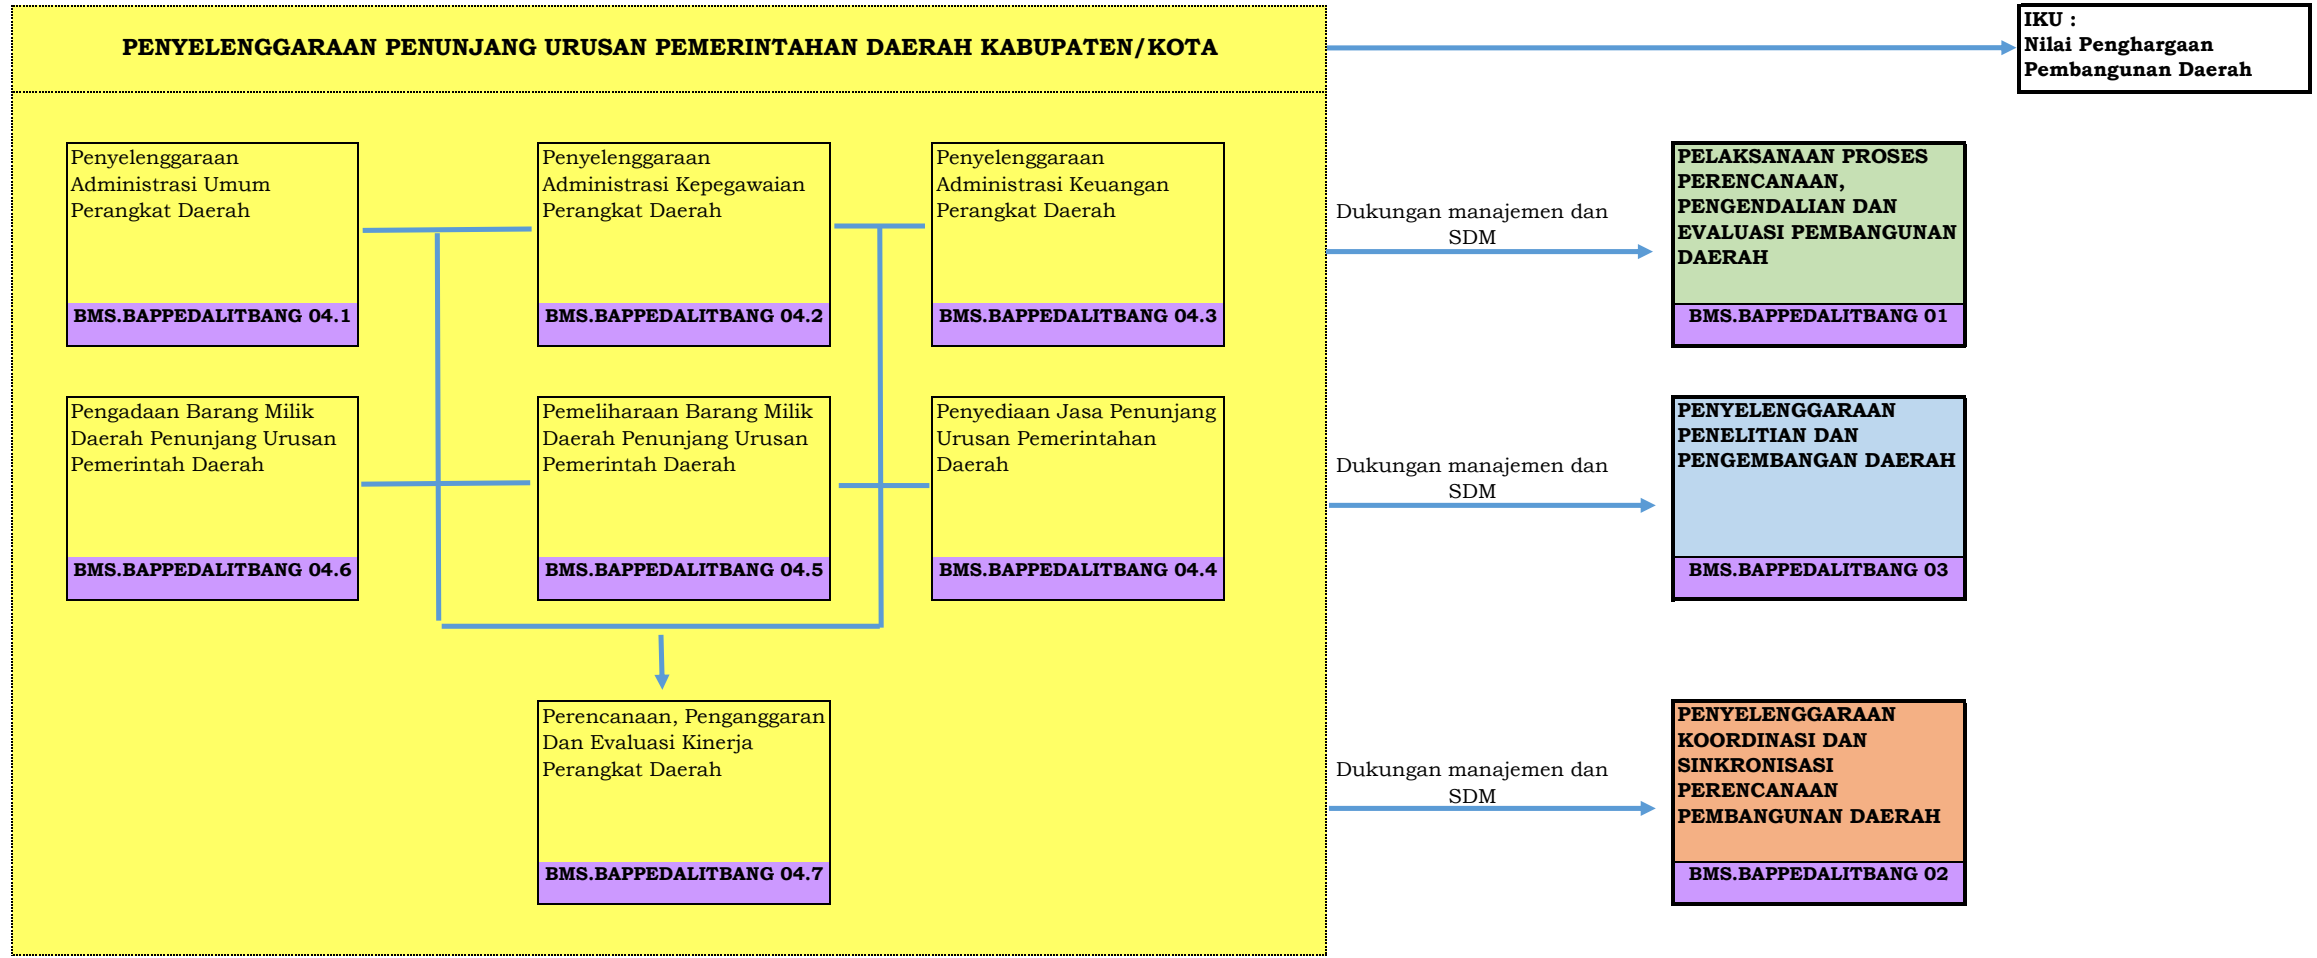 PENYELENGGARAAN PENUNJANG URUSAN PEMERINTAHAN DAERAH KABUPATEN/KOTA
IKU :
Nilai Penghargaan
Pembangunan Daerah
Penyelenggaraan
Administrasi Umum
Perangkat Daerah
BMS.BAPPEDALITBANG 04.1
Penyelenggaraan
Administrasi Kepegawaian
Perangkat Daerah
BMS.BAPPEDALITBANG 04.2
Penyelenggaraan
Administrasi Keuangan
Perangkat Daerah
BMS.BAPPEDALITBANG 04.3
Dukungan manajemen dan
SDM
PELAKSANAAN PROSES
PERENCANAAN,
PENGENDALIAN DAN
EVALUASI PEMBANGUNAN
DAERAH
BMS.BAPPEDALITBANG 01
Pengadaan Barang Milik
Daerah Penunjang Urusan
Pemerintah Daerah
BMS.BAPPEDALITBANG 04.6
Pemeliharaan Barang Milik
Daerah Penunjang Urusan
Pemerintah Daerah
BMS.BAPPEDALITBANG 04.5
Penyediaan Jasa Penunjang
Urusan Pemerintahan
Daerah
BMS.BAPPEDALITBANG 04.4
Dukungan manajemen dan
SDM
PENYELENGGARAAN
PENELITIAN DAN
PENGEMBANGAN DAERAH
BMS.BAPPEDALITBANG 03
Perencanaan, Penganggaran
Dan Evaluasi Kinerja
Perangkat Daerah
BMS.BAPPEDALITBANG 04.7
Dukungan manajemen dan
SDM
PENYELENGGARAAN
KOORDINASI DAN
SINKRONISASI
PERENCANAAN
PEMBANGUNAN DAERAH
BMS.BAPPEDALITBANG 02